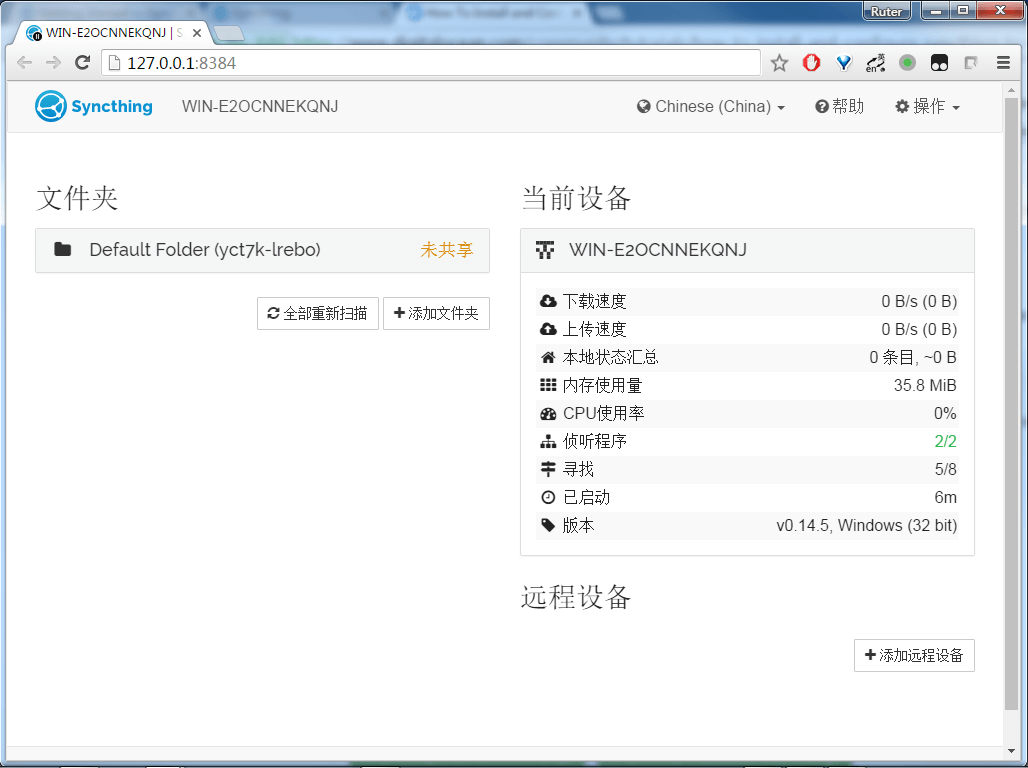 Ruter
WIN-E2OCNNEKQNJ | S
127.0.0.1:8384
Syncthing WIN-E2OCNNEKQNJ Chinese (China) 帮助 操作
文件夹
Default Folder (yct7k-lrebo) 未共享
全部重新扫描 添加文件夹
当前设备
WIN-E2OCNNEKQNJ
下载速度 0 B/s (0 B)
上传速度 0 B/s (0 B)
本地状态汇总 0 条目, ~0 B
内存使用量 35.8 MiB
CPU使用率 0%
侦听程序 2/2
寻找 5/8
已启动 6m
版本 v0.14.5, Windows (32 bit)
远程设备
添加远程设备